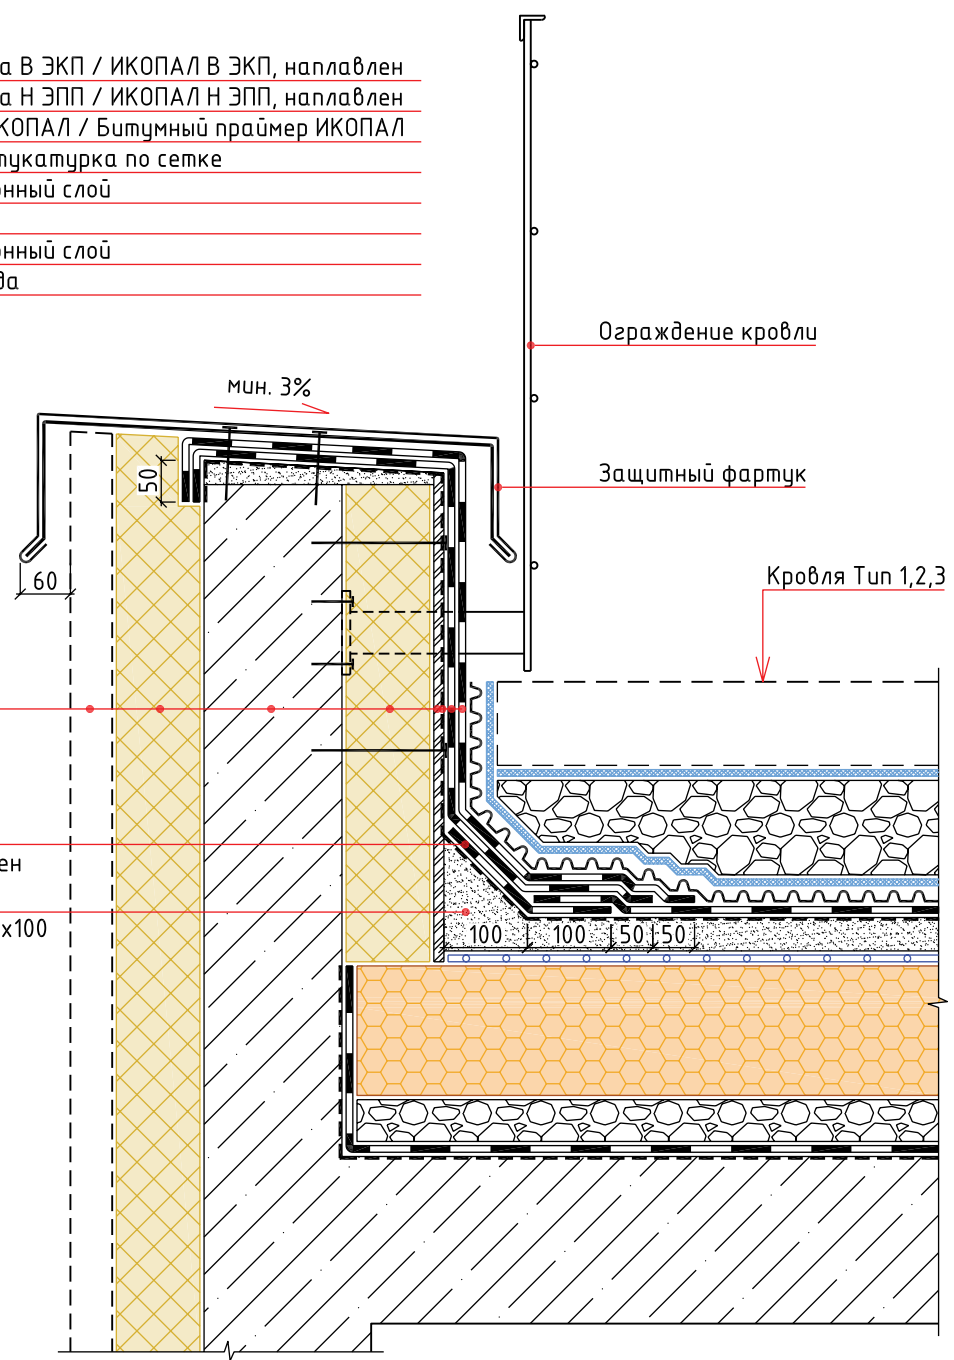 а В ЭКП / ИКОПАЛ В ЭКП, наплавлен
а Н ЭПП / ИКОПАЛ Н ЭПП, наплавлен
КОПАЛ / Битумный праймер ИКОПАЛ
тукатурка по сетке
онный слой
онный слой
да
Ограждение кровли
мин. 3%
Защитный фартук
50
60
Кровля Тип 1,2,3
ен
х100
100 100 50 50